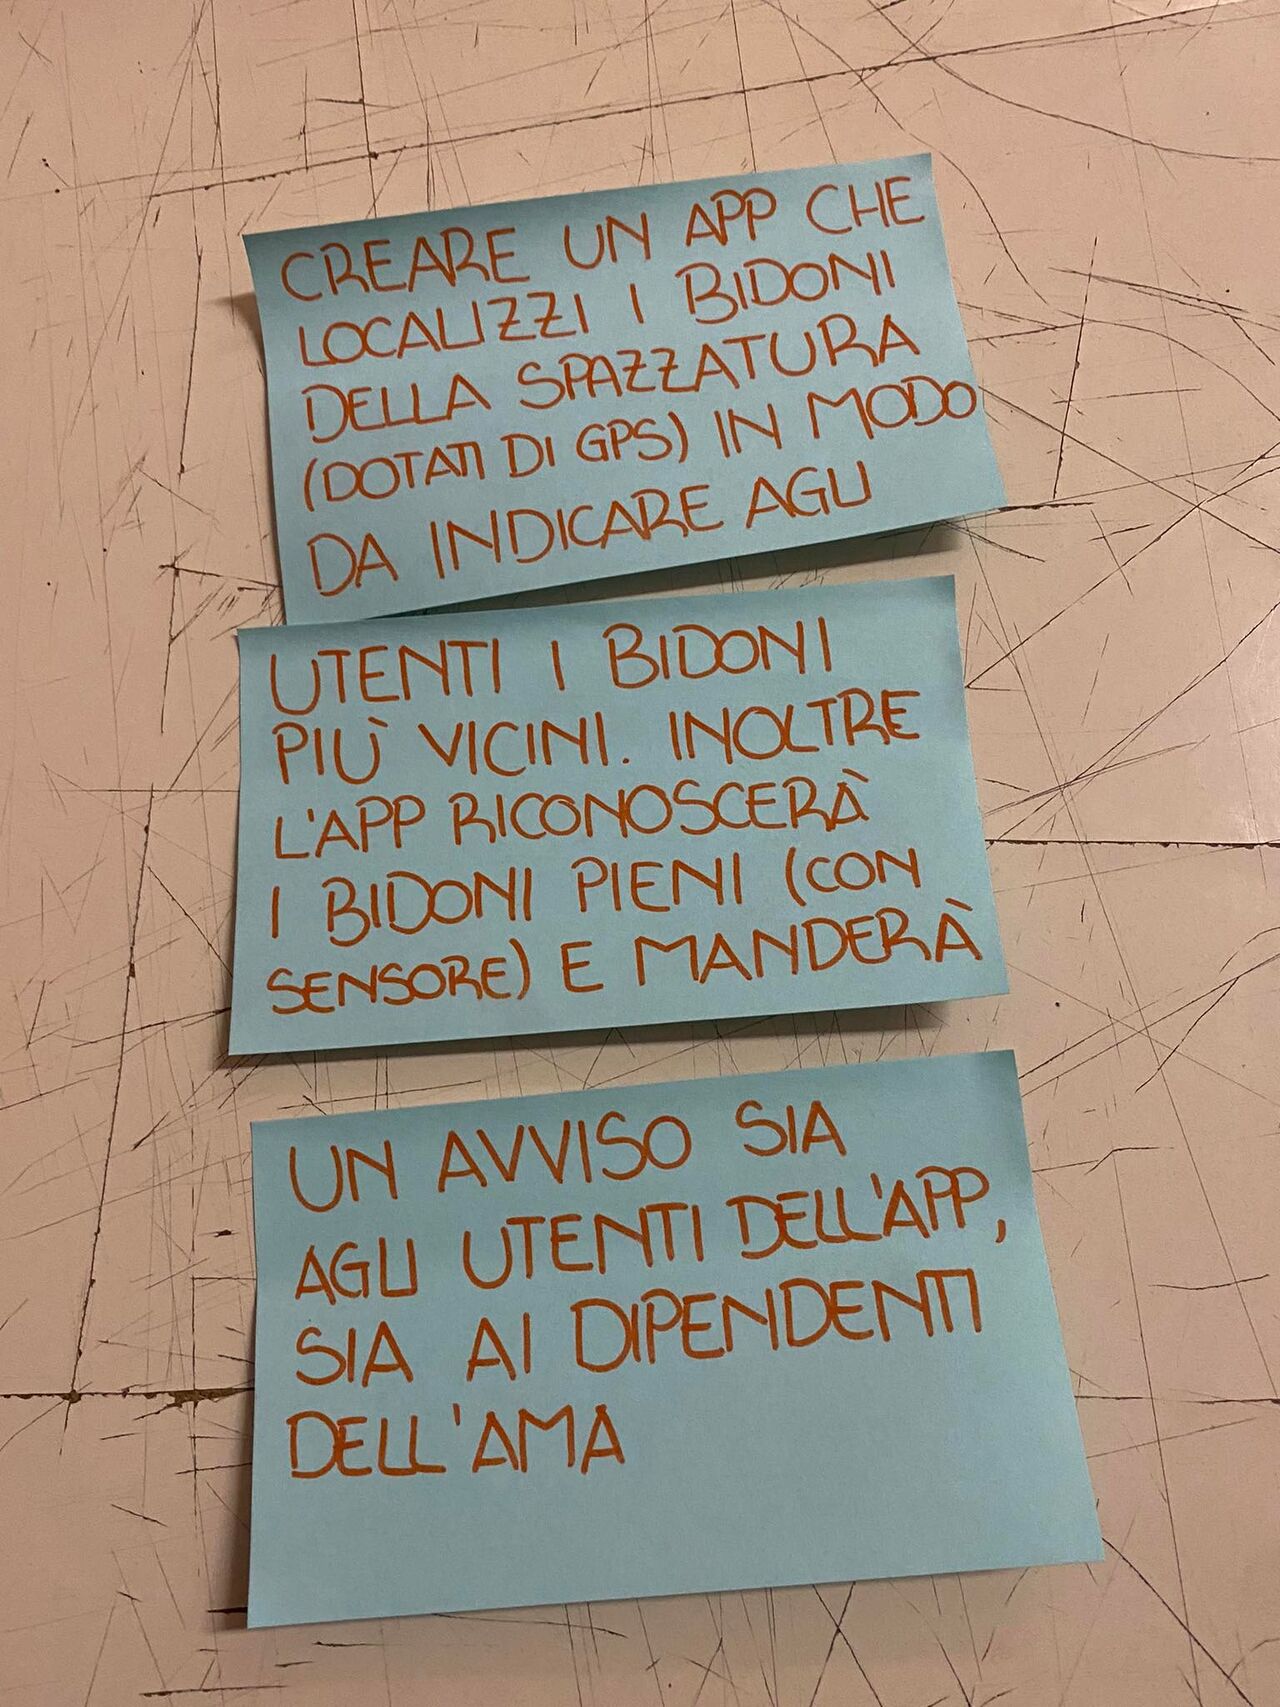 CREARE UN APP CHE
LOCALIZZI I BIDONI
DELLA SPAZZATURA
(DOTATI DI GPS) IN MODO
DA INDICARE AGLI
UTENTI I BIDONI
PIÙ VICINI. INOLTRE
L'APP RICONOSCERÀ
I BIDONI PIENI (CON
SENSORE) E MANDERÀ
UN AVVISO SIA
AGLI UTENTI DELL'APP,
SIA AI DIPENDENTI
DELL'AMA